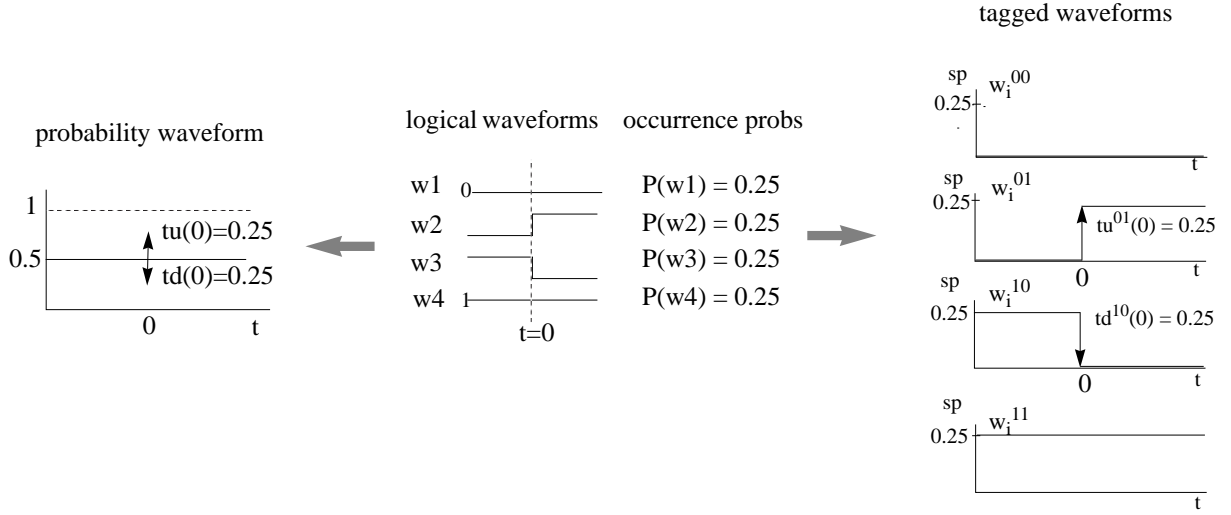 probability waveform
1
tu(0)=0.25
0.5
td(0)=0.25
0
t
logical waveforms
occurrence probs
w1
0
P(w1) = 0.25
w2
P(w2) = 0.25
w3
P(w3) = 0.25
w4
1
P(w4) = 0.25
t=0
tagged waveforms
sp
w_i^00
0.25
t
sp
w_i^01
0.25
tu^01(0) = 0.25
0
t
sp
w_i^10
0.25
td^10(0) = 0.25
0
t
sp
w_i^11
0.25
t